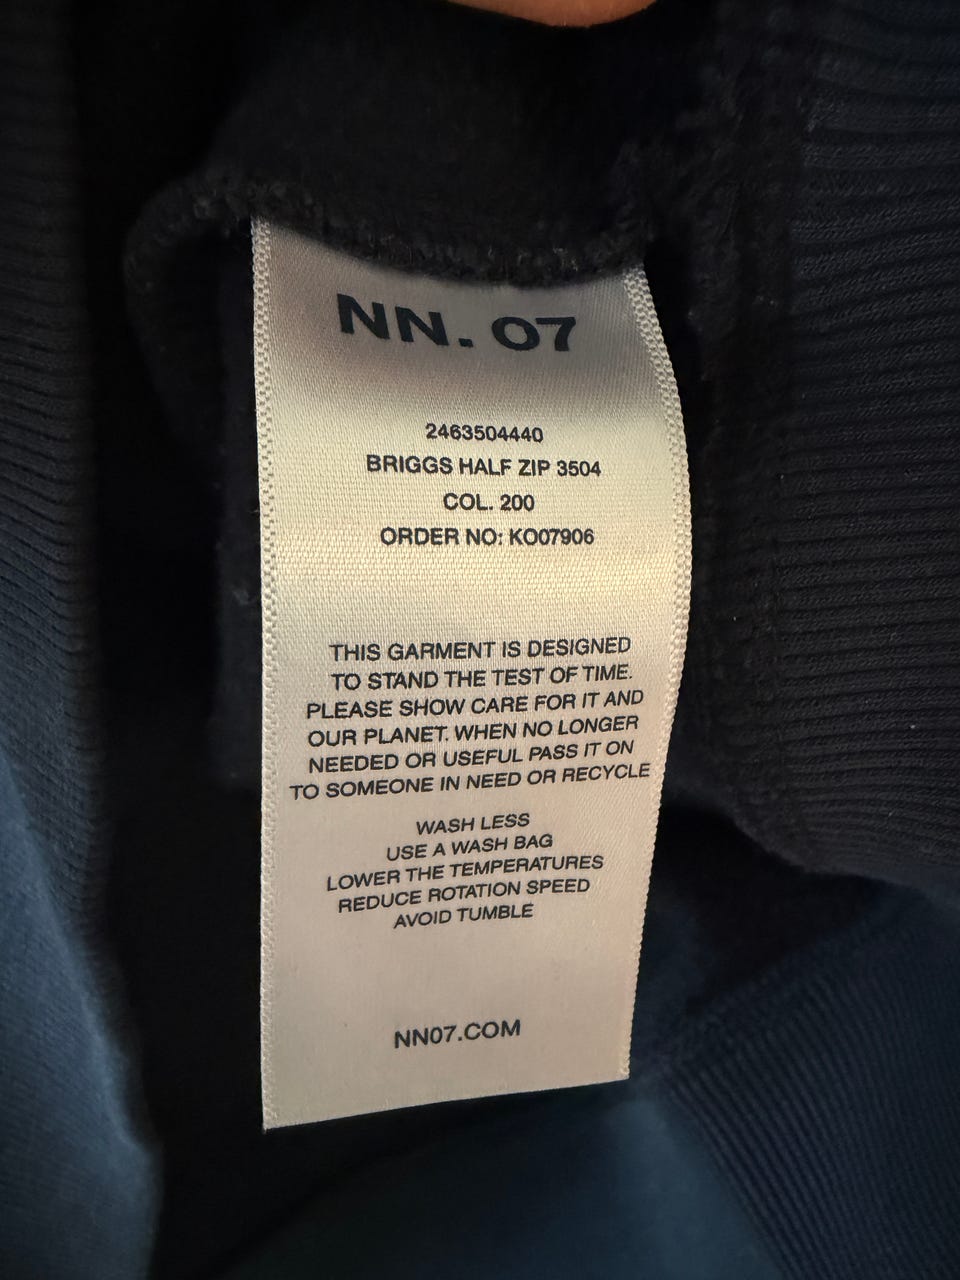 NN. 07
2463504440
BRIGGS HALF ZIP 3504
COL. 200
ORDER NO: KO07906
THIS GARMENT IS DESIGNED
TO STAND THE TEST OF TIME.
PLEASE SHOW CARE FOR IT AND
OUR PLANET. WHEN NO LONGER
NEEDED OR USEFUL PASS IT ON
TO SOMEONE IN NEED OR RECYCLE
WASH LESS
USE A WASH BAG
LOWER THE TEMPERATURES
REDUCE ROTATION SPEED
AVOID TUMBLE
NN07.COM